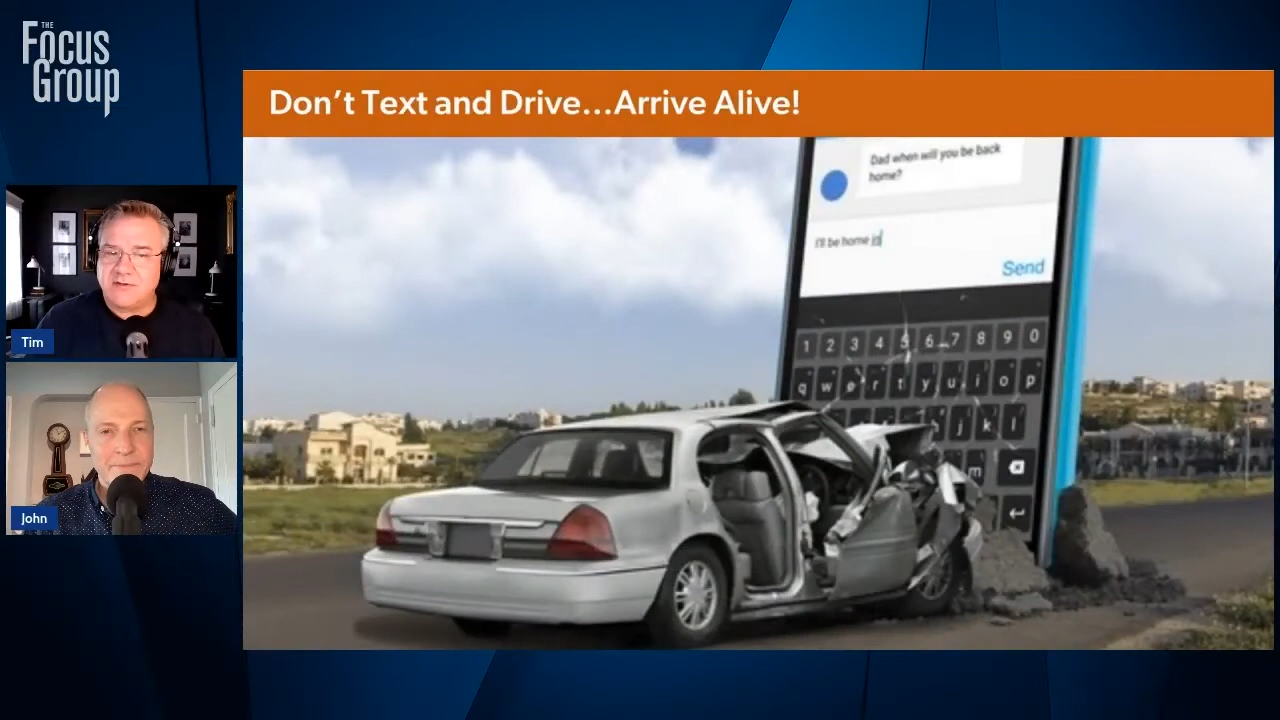 THE
Focus
Group
Don't Text and Drive...Arrive Alive!
Dad when will you be back
home?
I'll be home
Send
1 2 3 4 5 6 7 8 9 0
q w e r t y u i o p
j k l
m
Tim
John